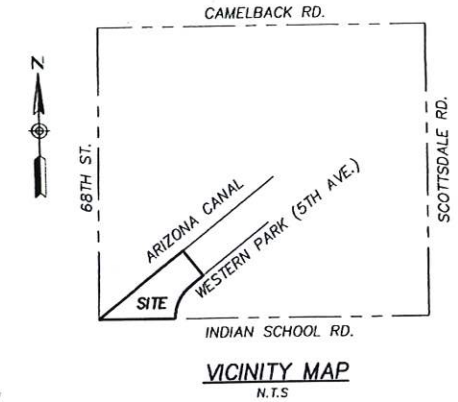 CAMELBACK RD.
N
68TH ST.
SCOTTSDALE RD.
ARIZONA CANAL
WESTERN PARK (5TH AVE.)
SITE
INDIAN SCHOOL RD.
VICINITY MAP
N.T.S